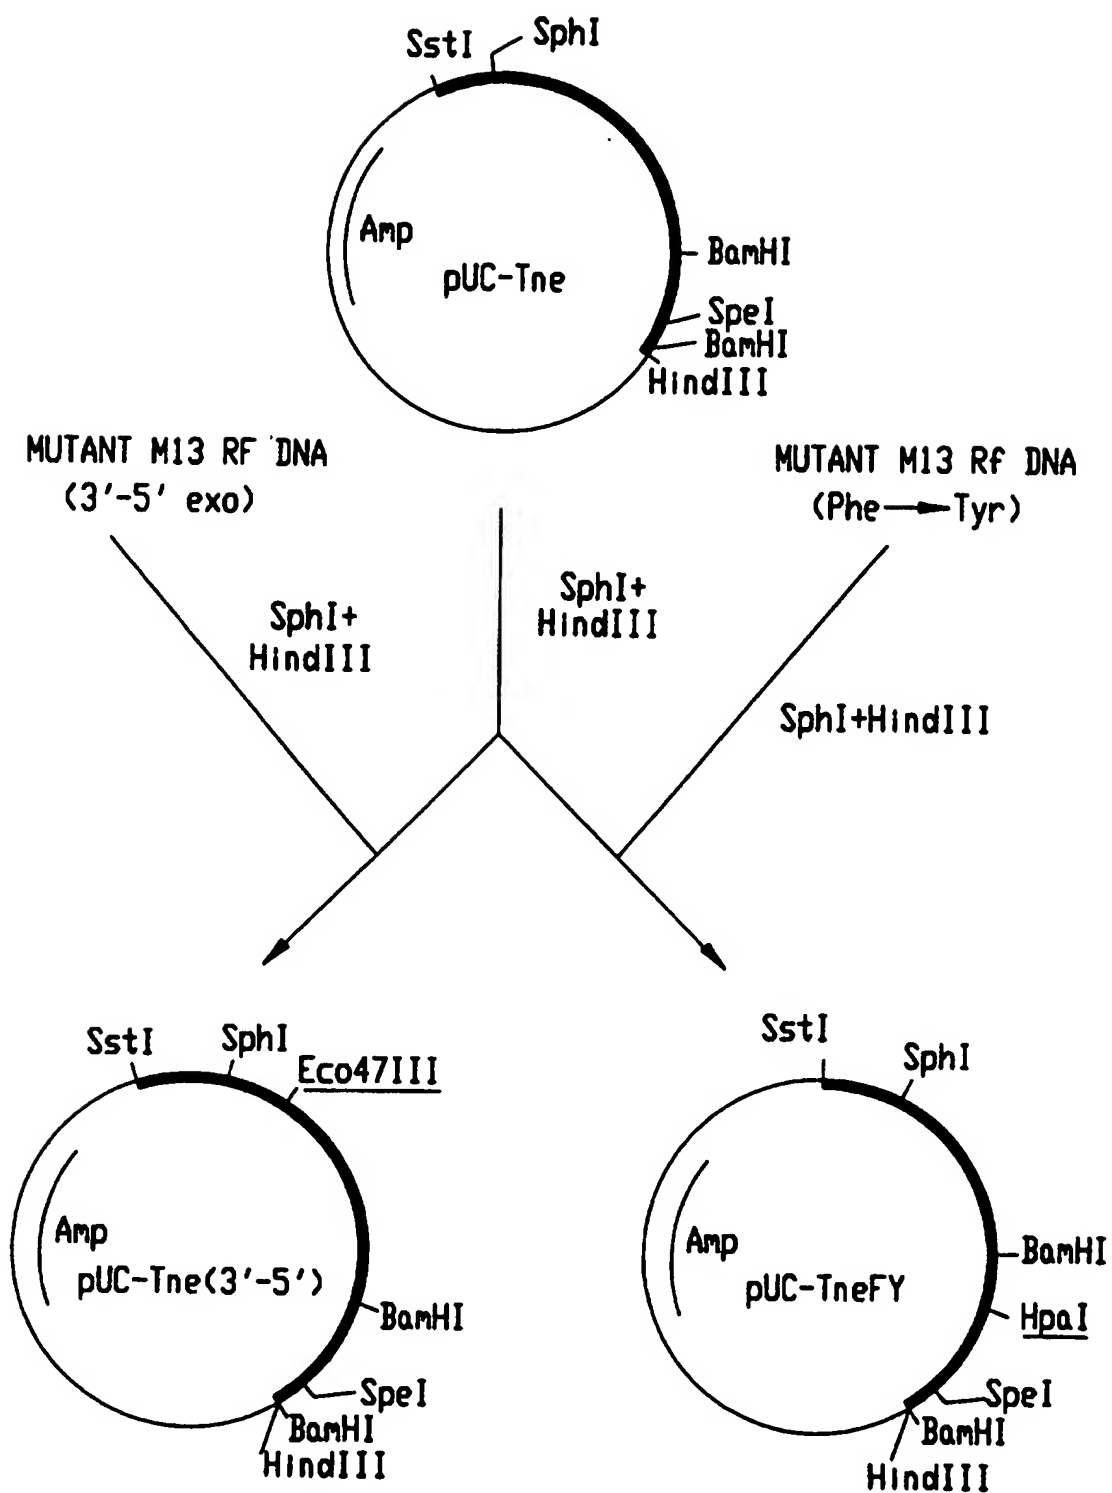 SstI
SphI
Amp
pUC-Tne
BamHI
SpeI
BamHI
HindIII
MUTANT M13 RF DNA
(3'-5' exo)
MUTANT M13 Rf DNA
(Phe→Tyr)
SphI+
HindIII
SphI+
HindIII
SphI+HindIII
SstI
SphI
Eco47III
Amp
pUC-Tne(3'-5')
BamHI
SpeI
BamHI
HindIII
SstI
SphI
Amp
pUC-TneFY
BamHI
HpaI
SpeI
BamHI
HindIII